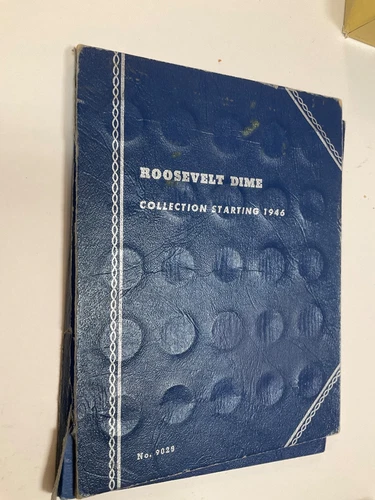 ROOSEVELT DIME
COLLECTION STARTING 1946
No. 9029